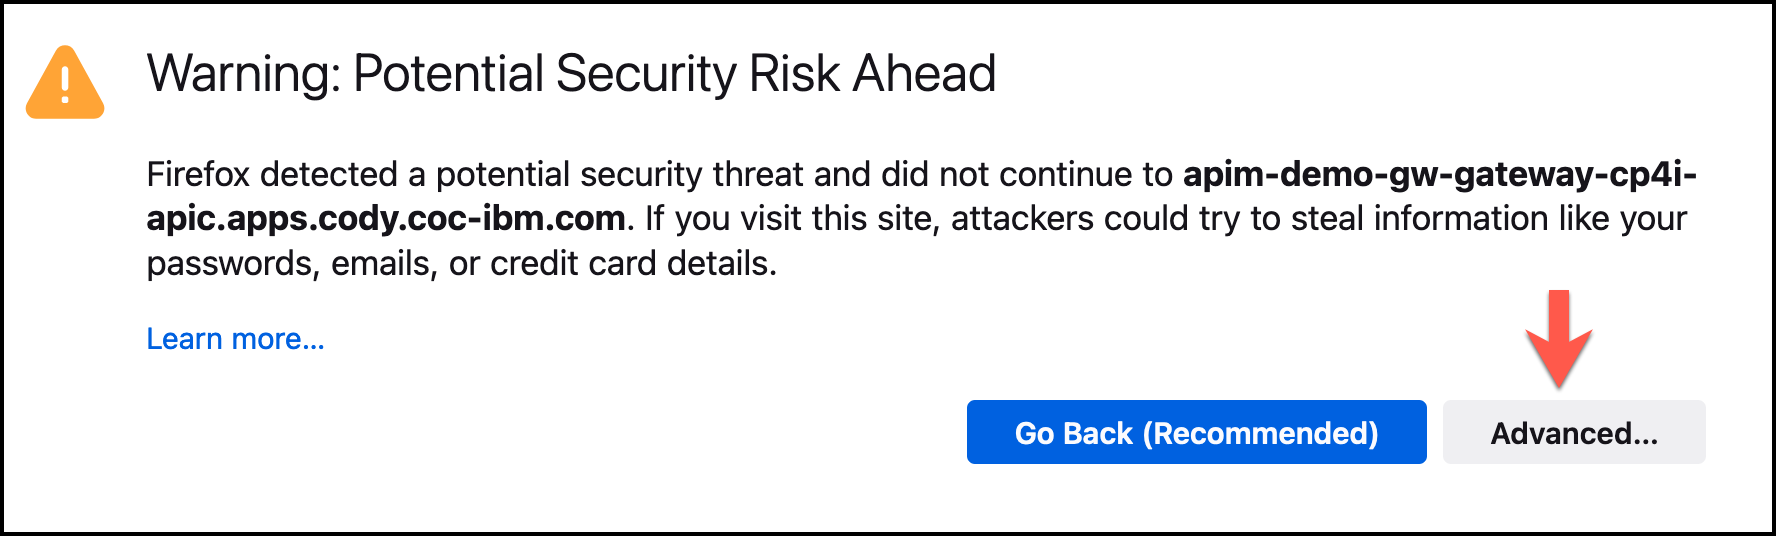 Warning: Potential Security Risk Ahead
Firefox detected a potential security threat and did not continue to apim-demo-gw-gateway-cp4i-
apic.apps.cody.coc-ibm.com. If you visit this site, attackers could try to steal information like your
passwords, emails, or credit card details.
Learn more...
Go Back (Recommended)
Advanced...